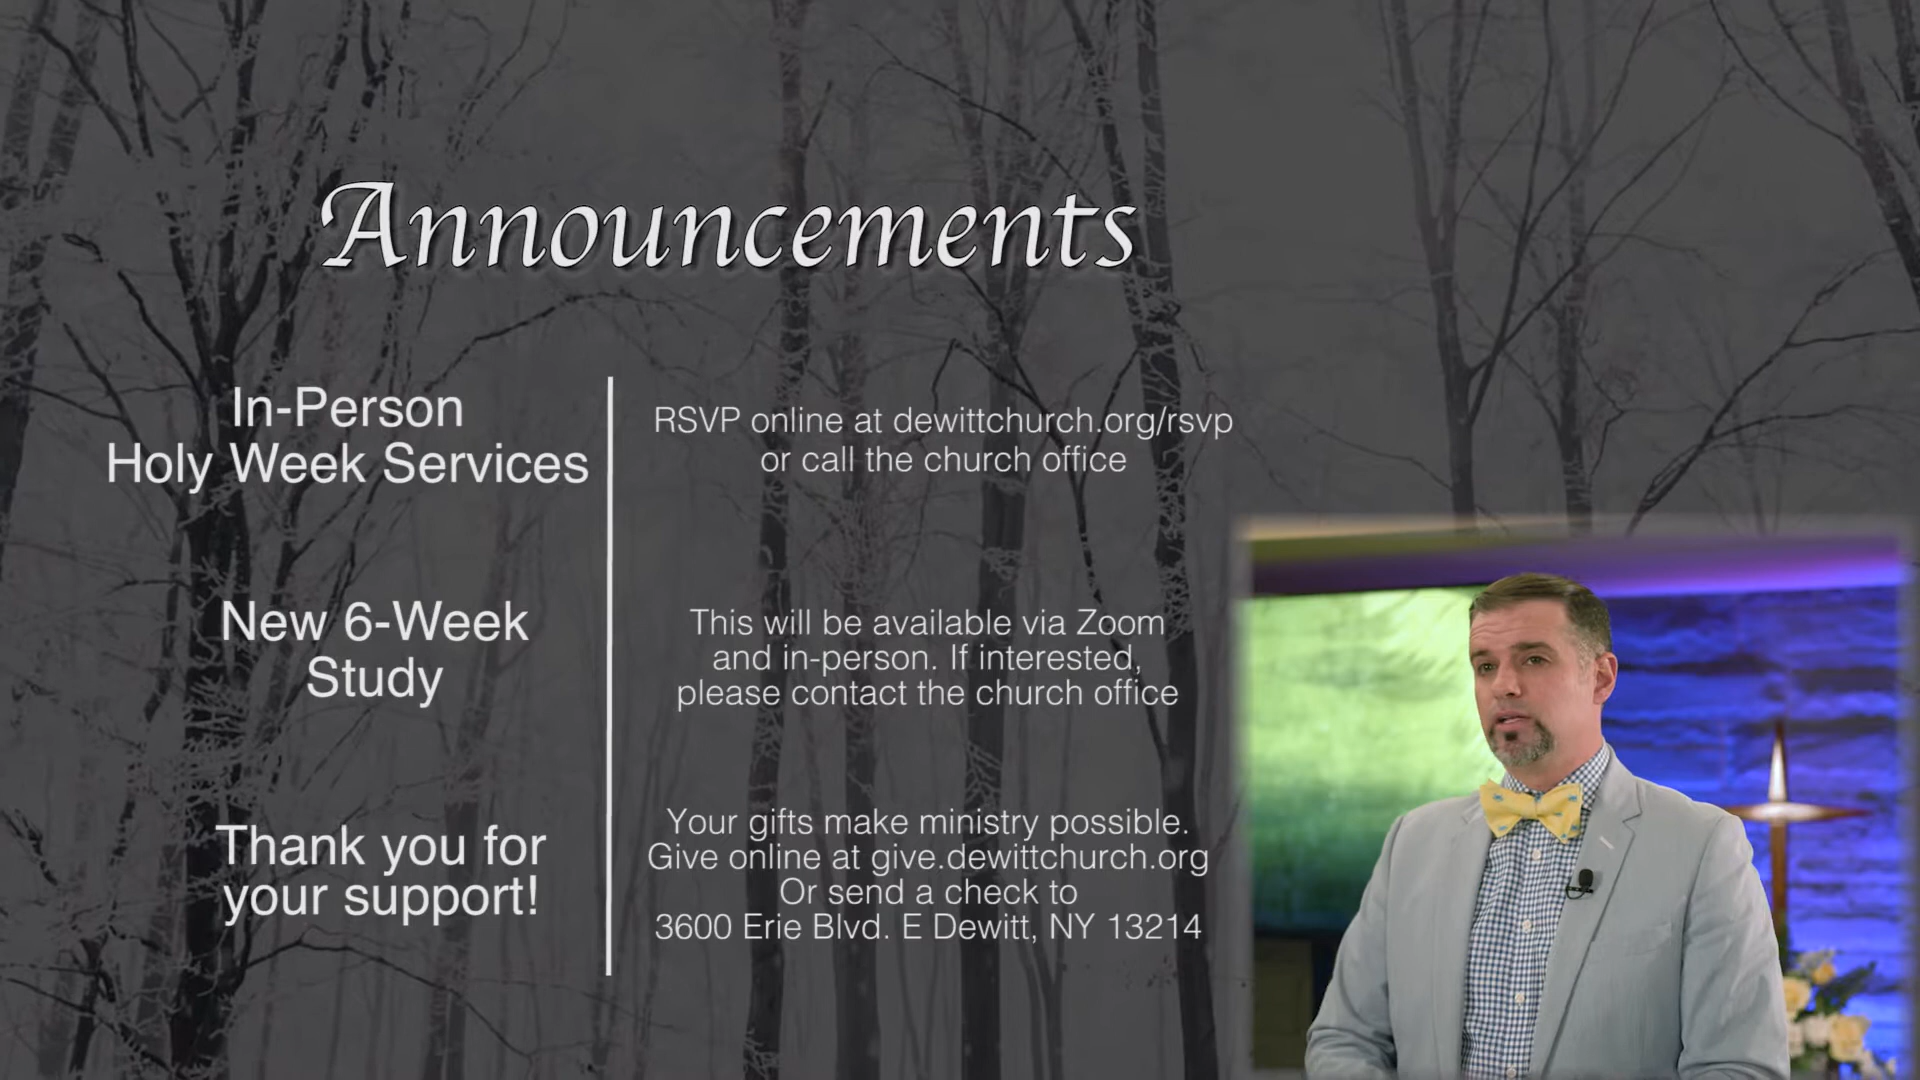 Announcements
In-Person
Holy Week Services
RSVP online at dewittchurch.org/rsvp
or call the church office
New 6-Week
Study
This will be available via Zoom
and in-person. If interested,
please contact the church office
Thank you for
your support!
Your gifts make ministry possible.
Give online at give.dewittchurch.org
Or send a check to
3600 Erie Blvd. E Dewitt, NY 13214